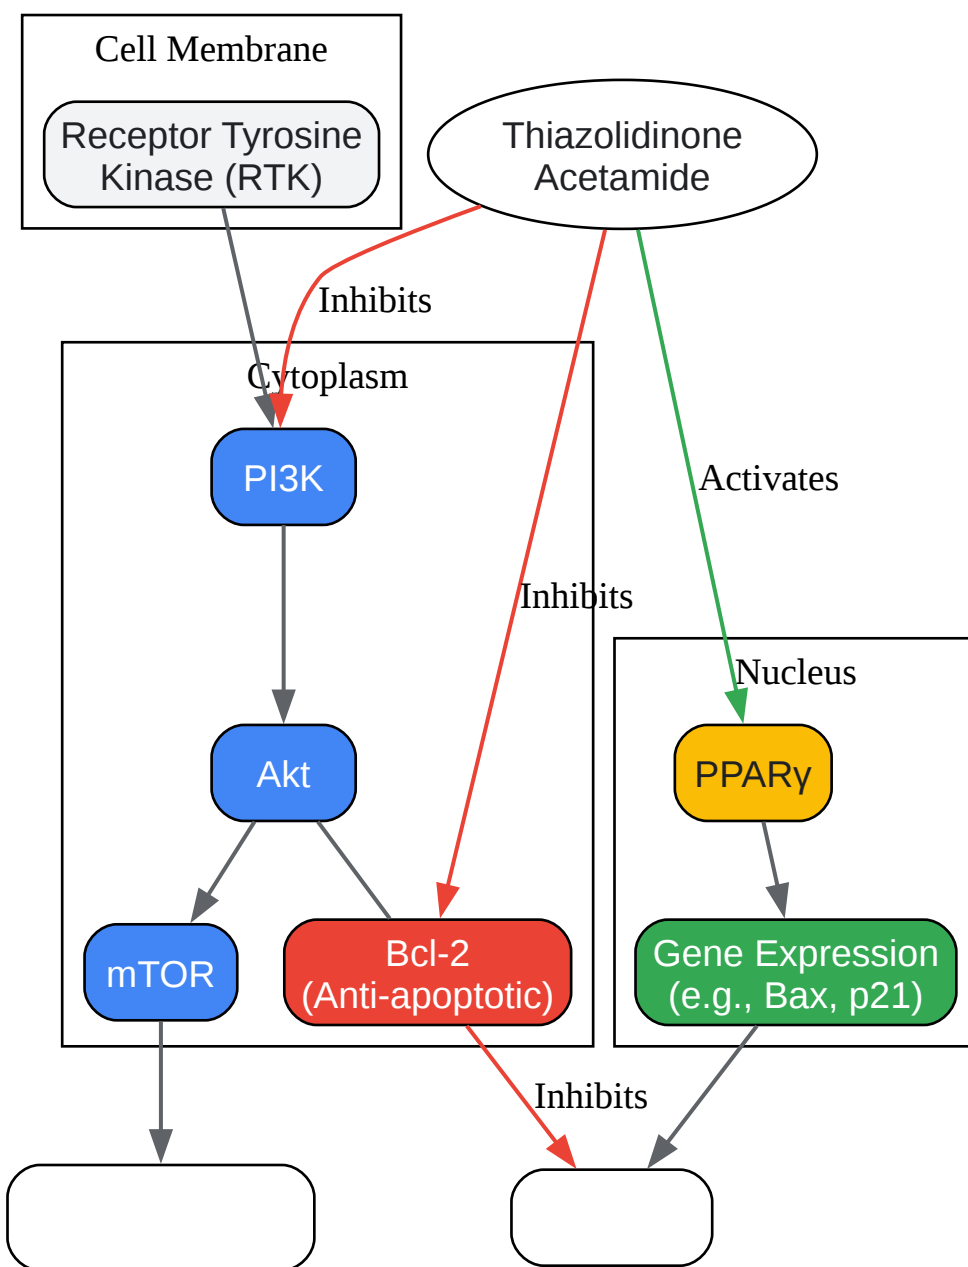 Cell Membrane
Receptor Tyrosine
Kinase (RTK)
Thiazolidinone
Acetamide
Inhibits
Cytoplasm
PI3K
Activates
Inhibits
Nucleus
Akt
PPARγ
mTOR
Bcl-2
(Anti-apoptotic)
Gene Expression
(e.g., Bax, p21)
Inhibits